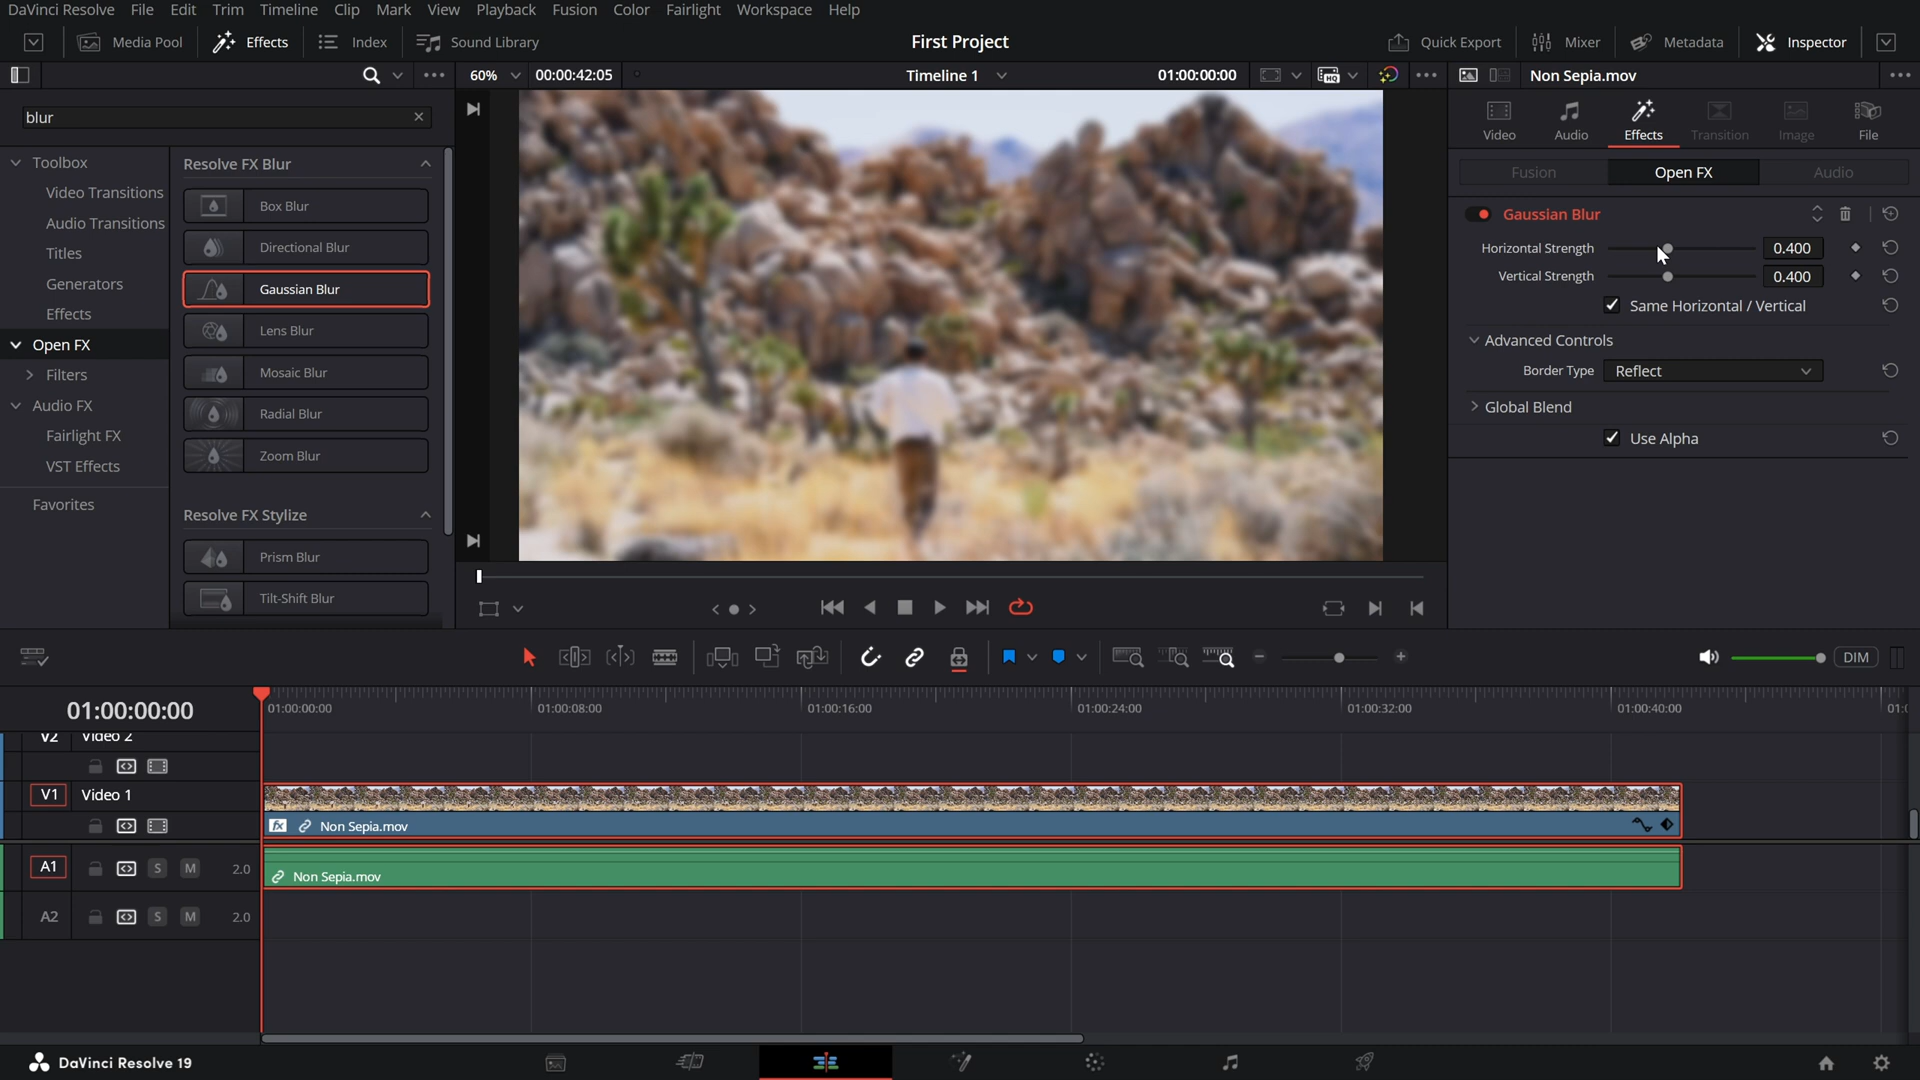 DaVinci Resolve File Edit Trim Timeline Clip Mark View Playback Fusion Color Fairlight Workspace Help
Media Pool Effects Index Sound Library First Project Quick Export Mixer Metadata Inspector
60% 00:00:42:05 Timeline 1 01:00:00:00 HQ Non Sepia.mov
blur
Toolbox
Video Transitions
Audio Transitions
Titles
Generators
Effects
Open FX
Filters
Audio FX
Fairlight FX
VST Effects
Favorites
Resolve FX Blur
Box Blur
Directional Blur
Gaussian Blur
Lens Blur
Mosaic Blur
Radial Blur
Zoom Blur
Resolve FX Stylize
Prism Blur
Tilt-Shift Blur
Video Audio Effects Transition Image File
Fusion Open FX Audio
Gaussian Blur
Horizontal Strength 0.400
Vertical Strength 0.400
Same Horizontal / Vertical
Advanced Controls
Border Type Reflect
Global Blend
Use Alpha
DIM
01:00:00:00 01:00:00:00 01:00:08:00 01:00:16:00 01:00:24:00 01:00:32:00 01:00:40:00
V2 Video 2
V1 Video 1
fx Non Sepia.mov
A1 S M 2.0
Non Sepia.mov
A2 S M 2.0
DaVinci Resolve 19